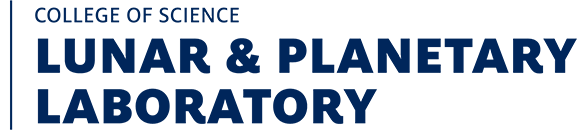 COLLEGE OF SCIENCE
LUNAR & PLANETARY
LABORATORY